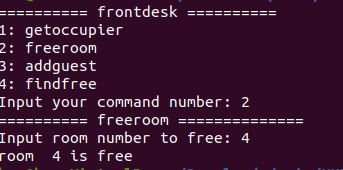 ========== frontdesk ==========
1: getoccupier
2: freeroom
3: addguest
4: findfree
Input your command number: 2
========== freeroom ==============
Input room number to free: 4
room  4 is free